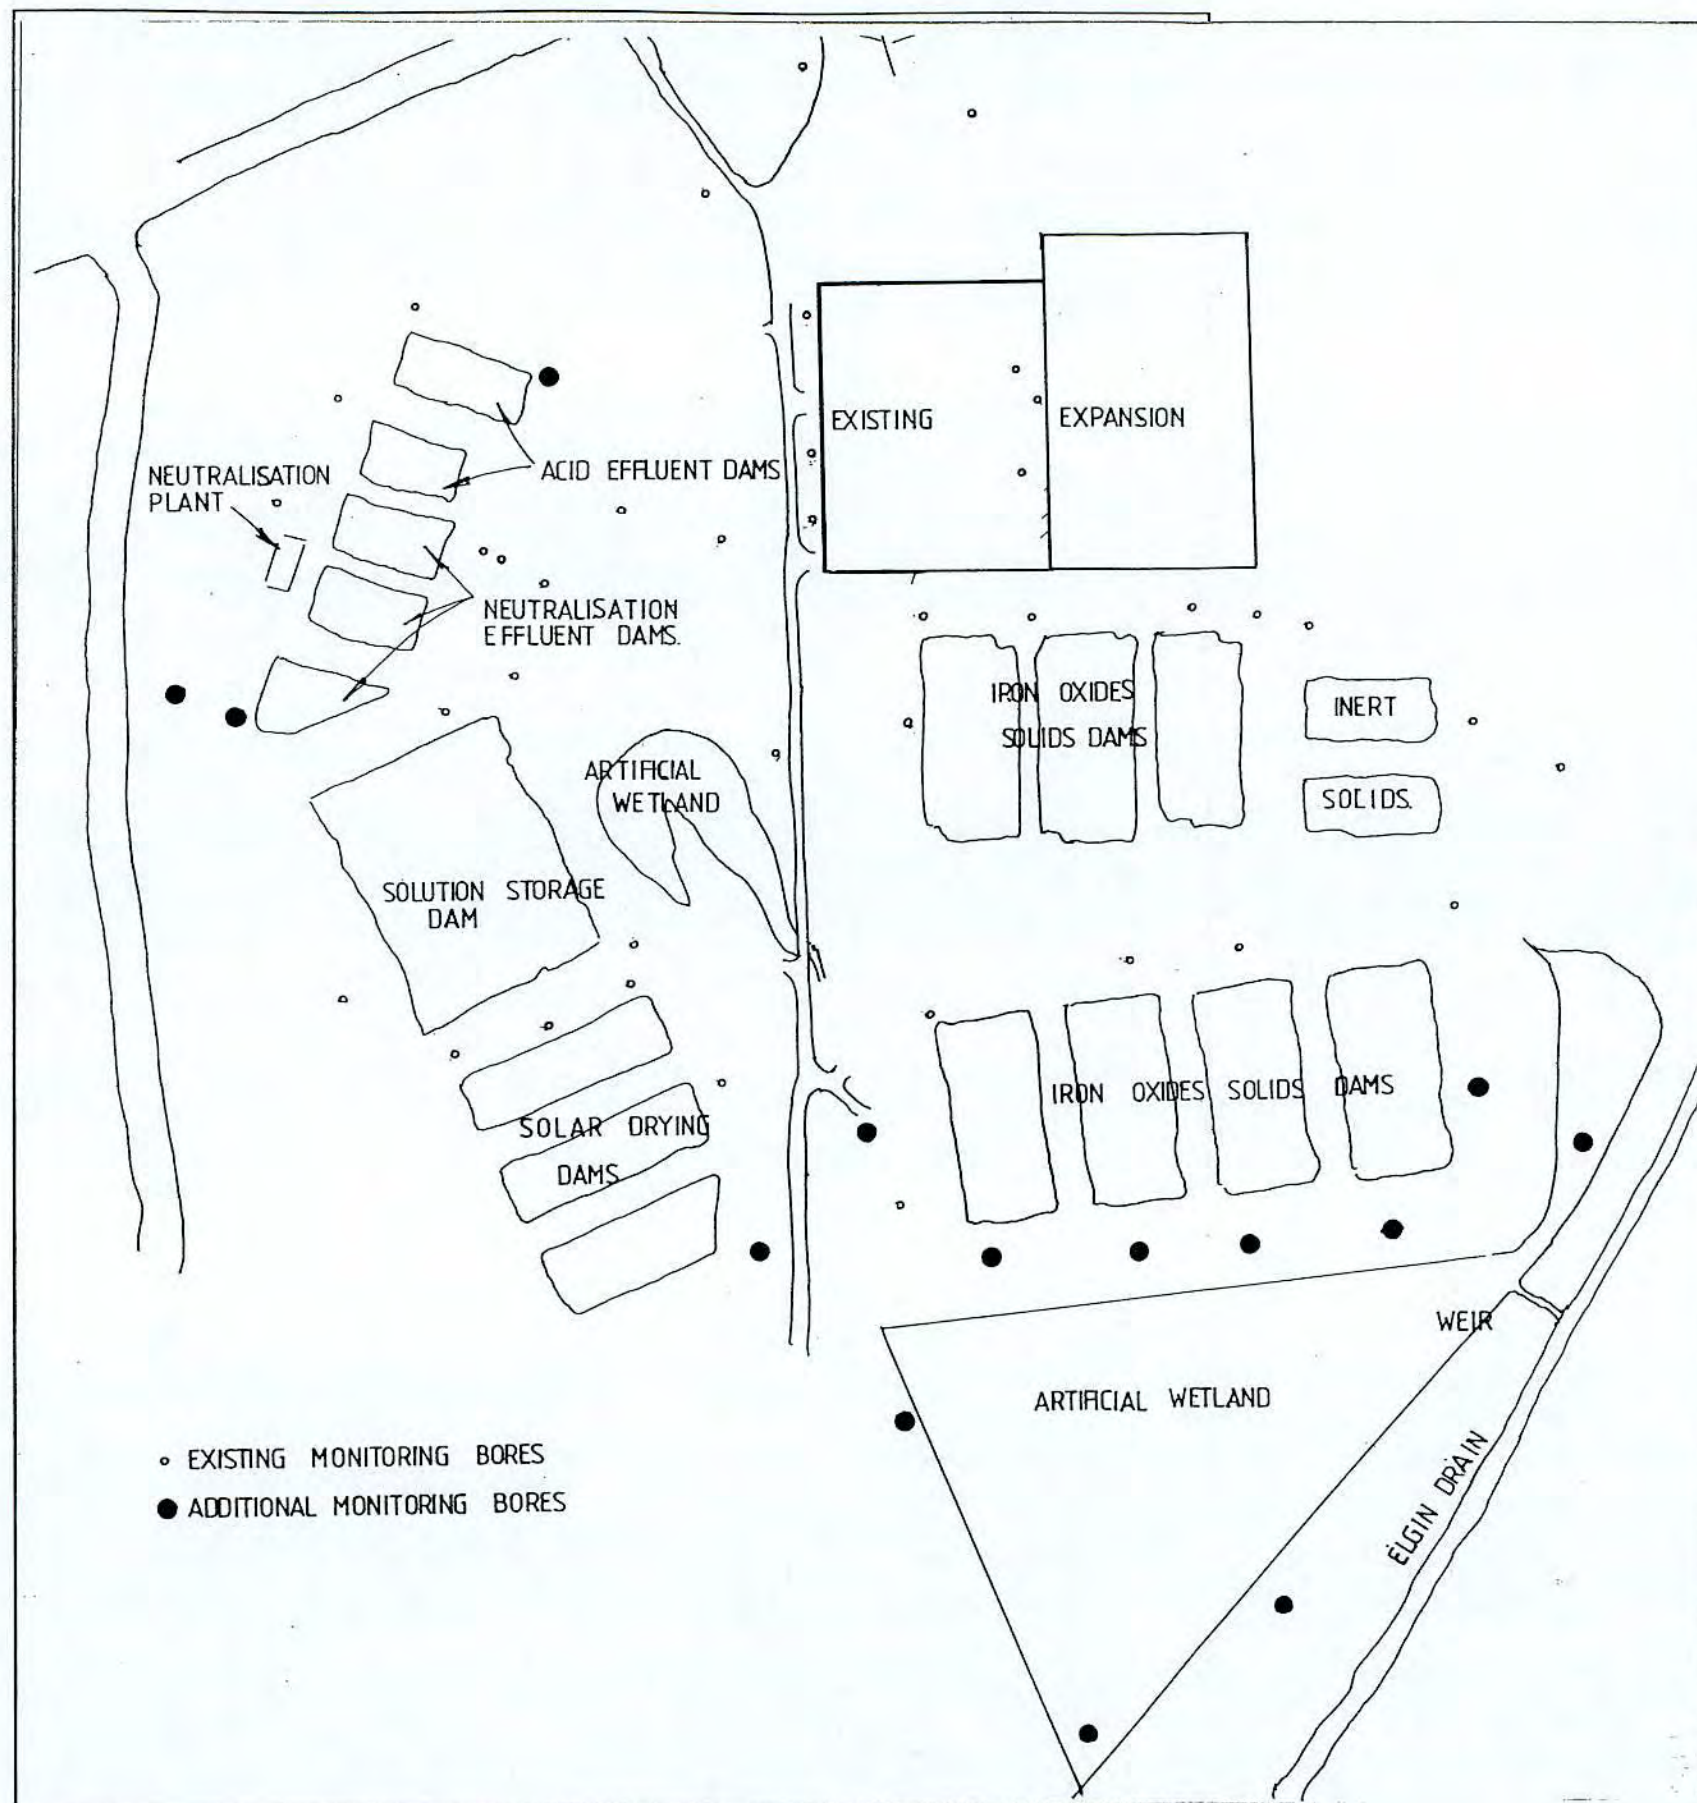 EXISTING
EXPANSION
ACID EFFLUENT DAMS
NEUTRALISATION
PLANT
NEUTRALISATION
EFFLUENT DAMS.
IRON OXIDES
SOLIDS DAMS
INERT
SOLIDS.
ARTIFICIAL
WETLAND
SOLUTION STORAGE
DAM
IRON OXIDES SOLIDS DAMS
SOLAR DRYING
DAMS
WEIR
ARTIFICIAL WETLAND
ELGIN DRAIN
EXISTING MONITORING BORES
ADDITIONAL MONITORING BORES